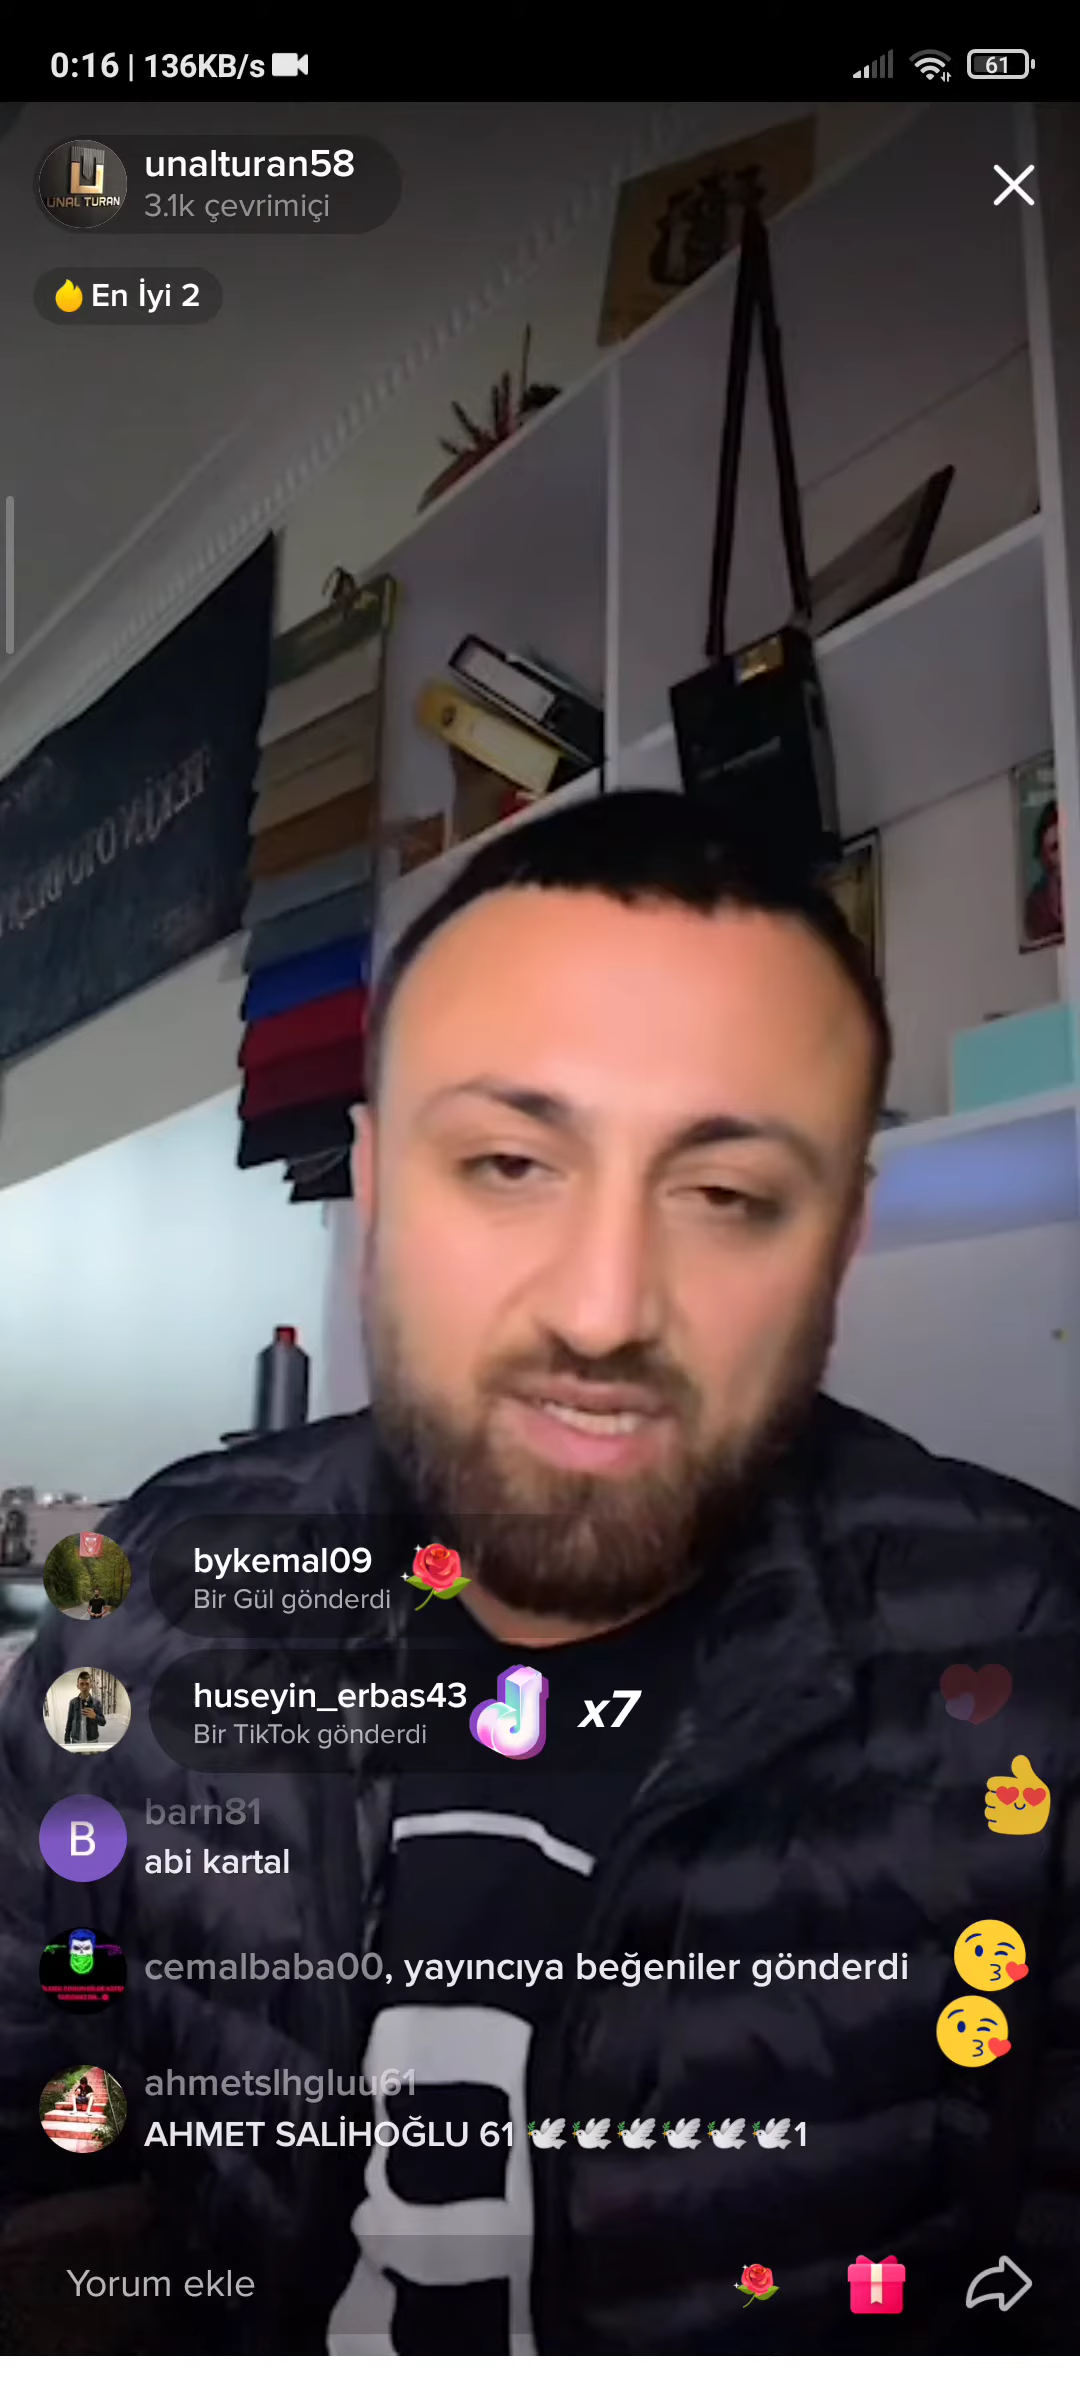 0:16 | 136KB/s
61
unalturan58
3.1k çevrimiçi
UNAL TURAN
En İyi 2
bykemal09
Bir Gül gönderdi
huseyin_erbas43
Bir TikTok gönderdi
x7
B
barn81
abi kartal
cemalbaba00, yayıncıya beğeniler gönderdi
ahmetslhgluu61
AHMET SALİHOĞLU 61 🕊🕊🕊🕊🕊🕊1
Yorum ekle